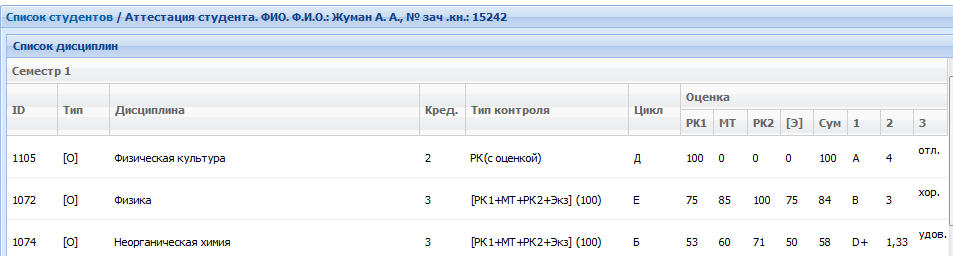 Список студентов / Аттестация студента. ФИО. Ф.И.О.: Жуман А. А., № зач .кн.: 15242
Список дисциплин
Семестр 1
ID Тип Дисциплина Кред. Тип контроля Цикл Оценка
РК1 МТ РК2 [Э] Сум 1 2 3
1105 [О] Физическая культура 2 РК(с оценкой) Д 100 0 0 0 100 A 4 отл.
1072 [О] Физика 3 [РК1+МТ+РК2+Экз] (100) Е 75 85 100 75 84 B 3 хор.
1074 [О] Неорганическая химия 3 [РК1+МТ+РК2+Экз] (100) Б 53 60 71 50 58 D+ 1,33 удов.